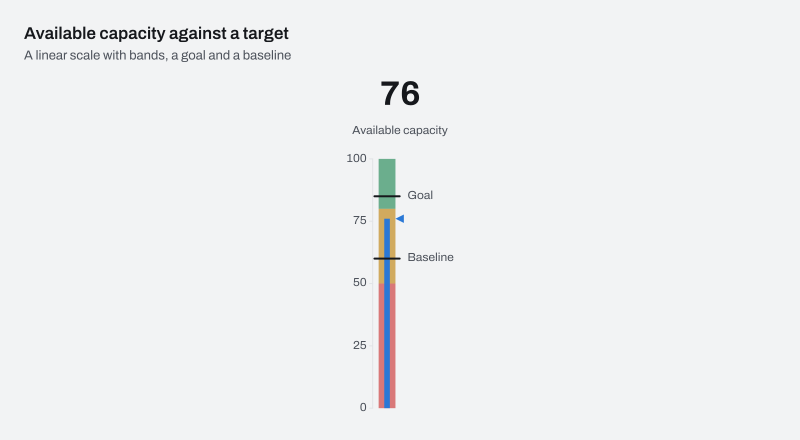 Available capacity against a target
A linear scale with bands, a goal and a baseline
76
Available capacity
100
Goal
75
Baseline
50
25
0